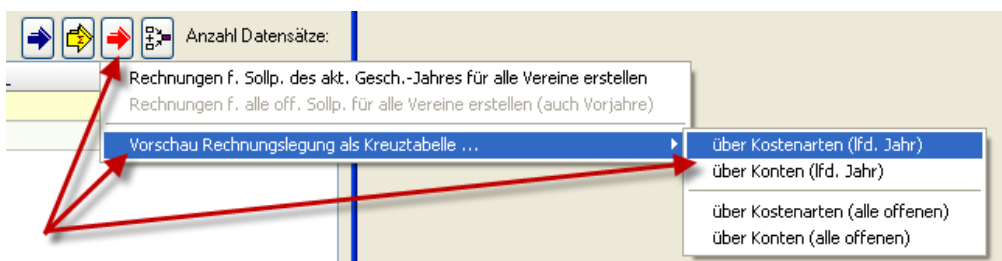 Anzahl Datensätze:
Rechnungen f. Sollp. des akt. Gesch.-Jahres für alle Vereine erstellen
Rechnungen f. alle off. Sollp. für alle Vereine erstellen (auch Vorjahre)
Vorschau Rechnungslegung als Kreuztabelle ...
über Kostenarten (lfd. Jahr)
über Konten (lfd. Jahr)
über Kostenarten (alle offenen)
über Konten (alle offenen)